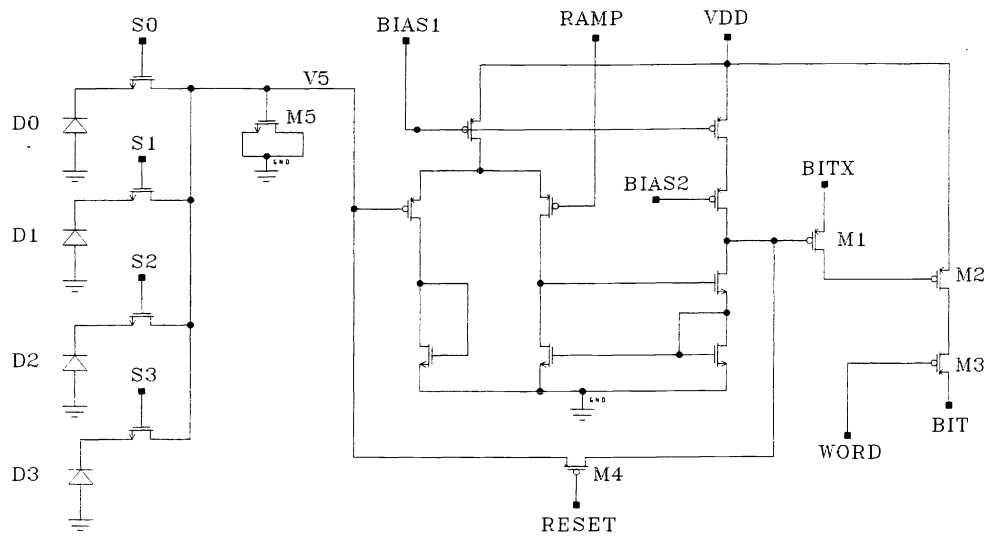 S0
BIAS1
RAMP
VDD
V5
D0
M5
GND
S1
BIAS2
BITX
D1
M1
S2
M2
D2
S3
M3
GND
BIT
WORD
D3
M4
RESET